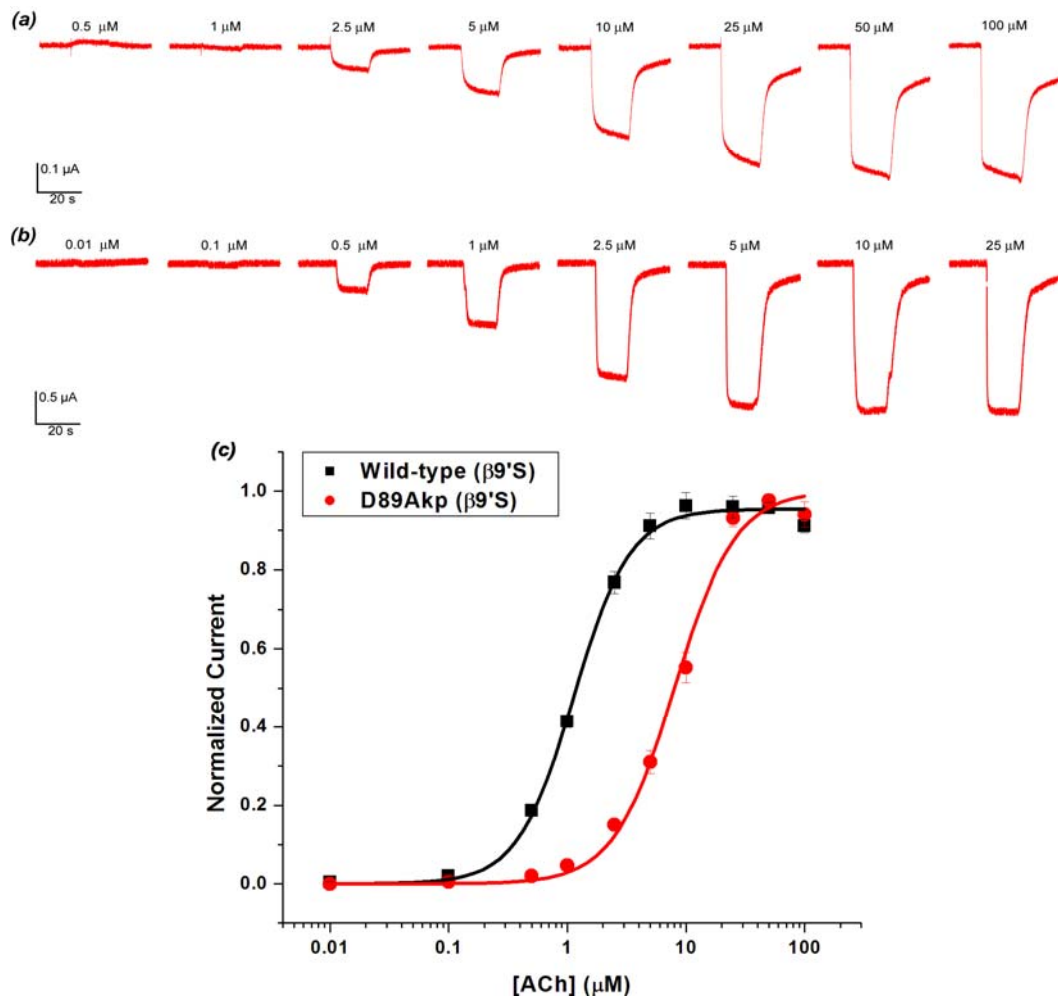 (a)
0.5 µM 1 µM 2.5 µM 5 µM 10 µM 25 µM 50 µM 100 µM
0.1 µA
20 s
(b)
0.01 µM 0.1 µM 0.5 µM 1 µM 2.5 µM 5 µM 10 µM 25 µM
0.5 µA
20 s
(c)
Wild-type (β9'S)
D89Akp (β9'S)
1.0
0.8
0.6
0.4
0.2
0.0
Normalized Current
0.01 0.1 1 10 100
[ACh] (µM)